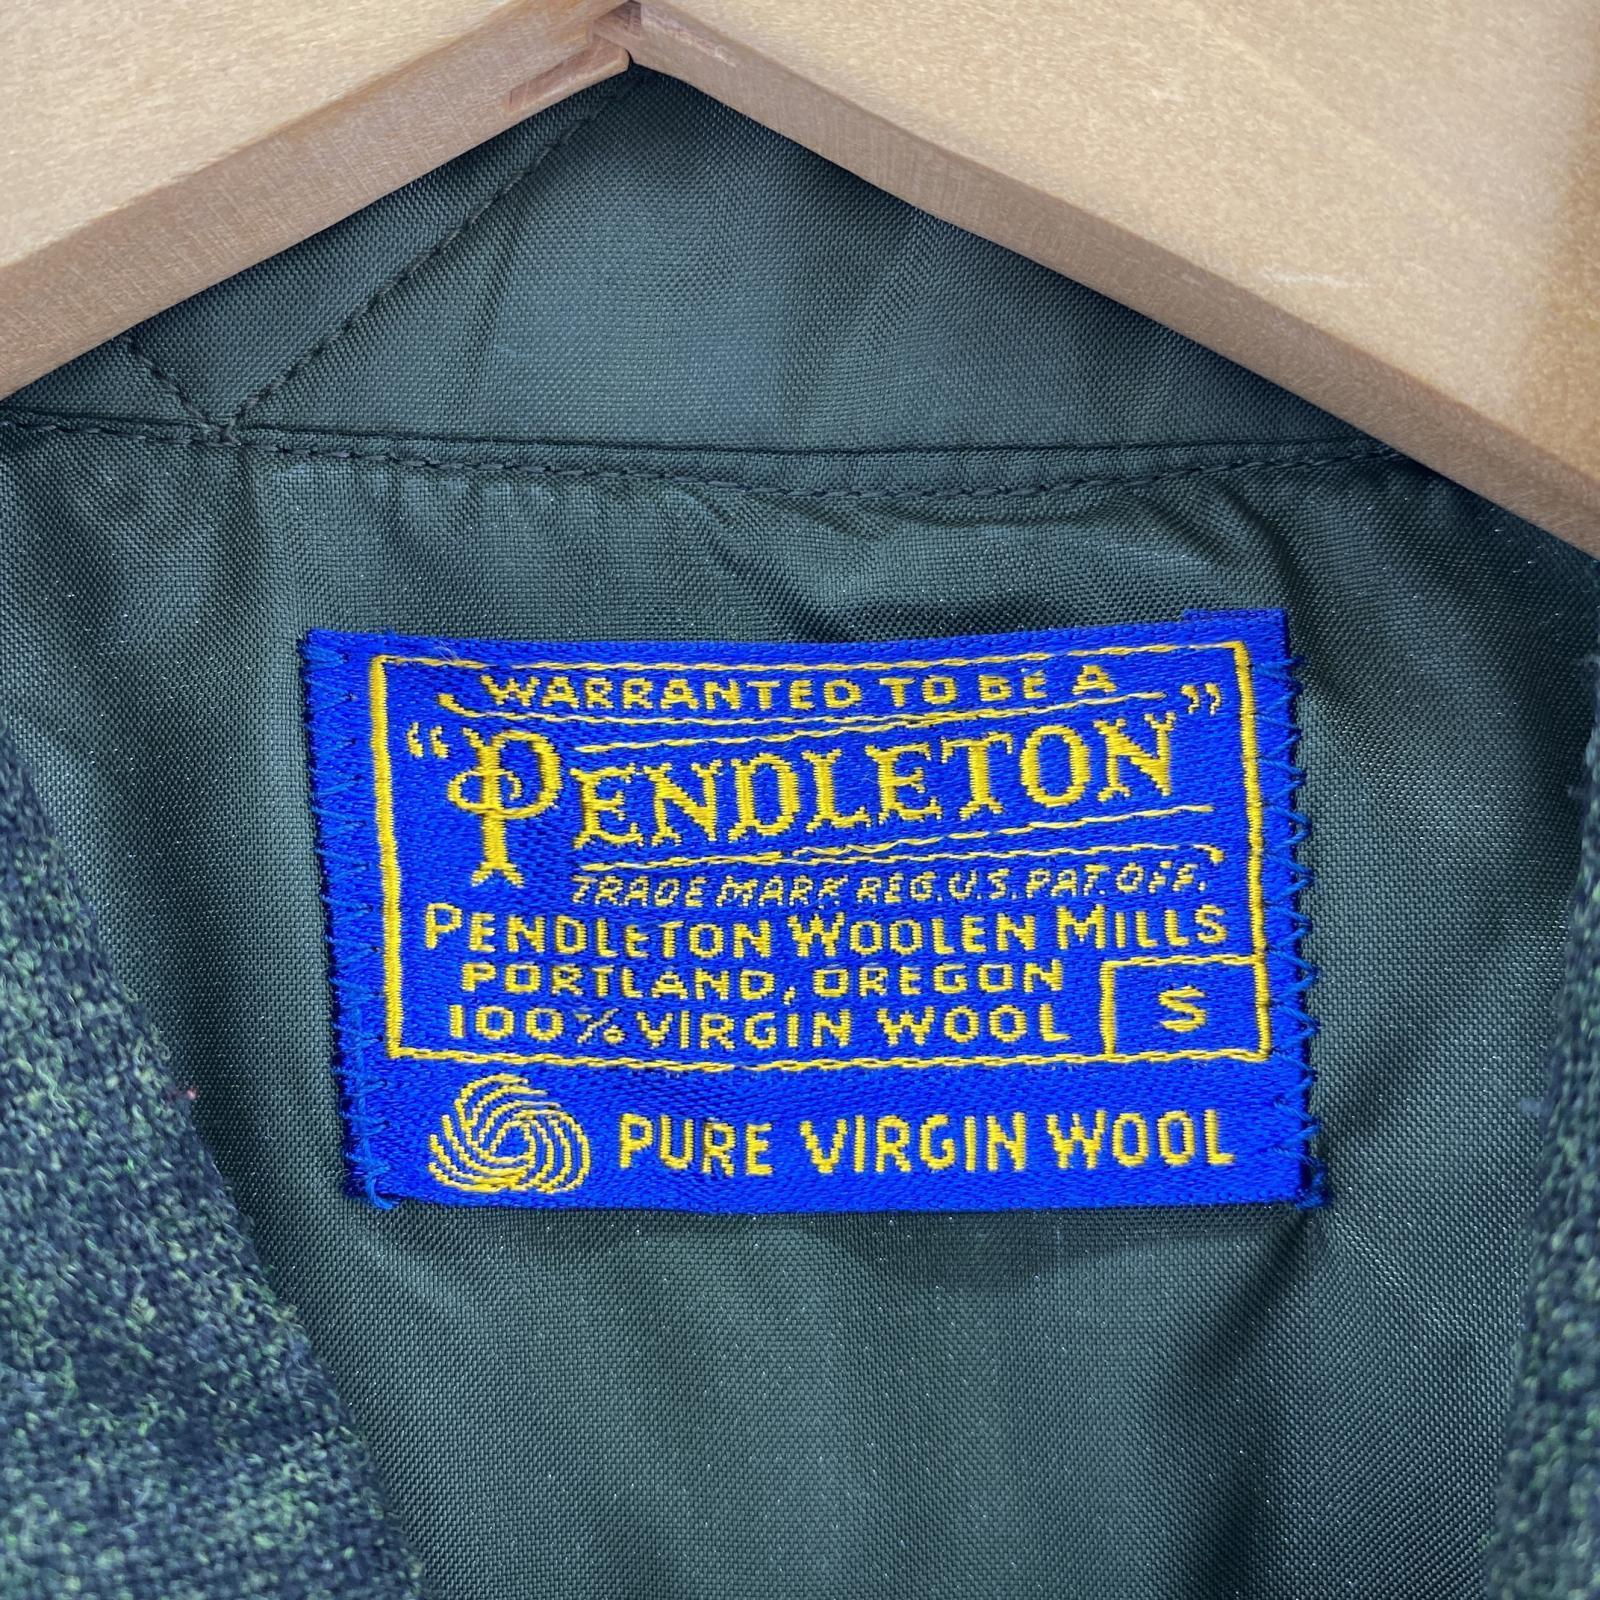 WARRANTED TO BE A
"PENDLETON"
TRADE MARK REG. U.S. PAT. OFF.
PENDLETON WOOLEN MILLS
PORTLAND, OREGON
100% VIRGIN WOOL
S
PURE VIRGIN WOOL